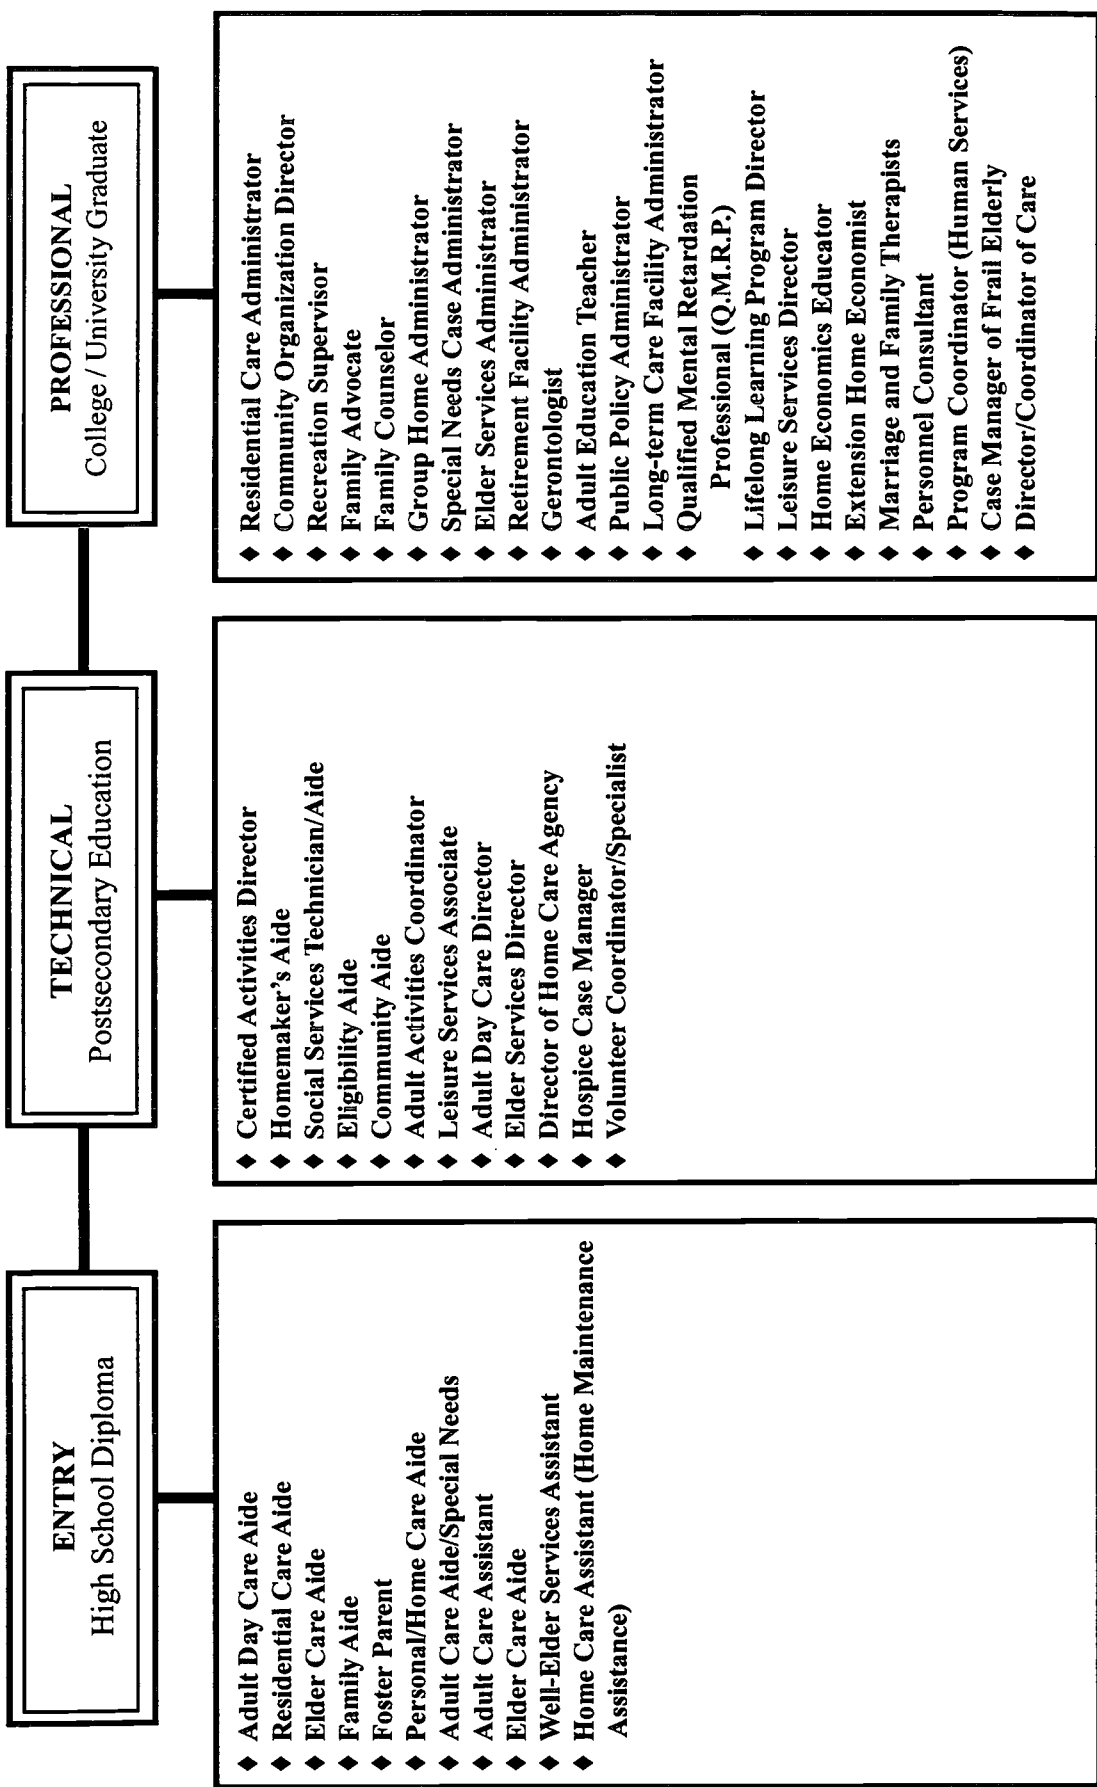 ENTRY
High School Diploma
◆ Adult Day Care Aide
◆ Residential Care Aide
◆ Elder Care Aide
◆ Family Aide
◆ Foster Parent
◆ Personal/Home Care Aide
◆ Adult Care Aide/Special Needs
◆ Adult Care Assistant
◆ Elder Care Aide
◆ Well-Elder Services Assistant
◆ Home Care Assistant (Home Maintenance
Assistance)
TECHNICAL
Postsecondary Education
◆ Certified Activities Director
◆ Homemaker's Aide
◆ Social Services Technician/Aide
◆ Eligibility Aide
◆ Community Aide
◆ Adult Activities Coordinator
◆ Leisure Services Associate
◆ Adult Day Care Director
◆ Elder Services Director
◆ Director of Home Care Agency
◆ Hospice Case Manager
◆ Volunteer Coordinator/Specialist
PROFESSIONAL
College / University Graduate
◆ Residential Care Administrator
◆ Community Organization Director
◆ Recreation Supervisor
◆ Family Advocate
◆ Family Counselor
◆ Group Home Administrator
◆ Special Needs Case Administrator
◆ Elder Services Administrator
◆ Retirement Facility Administrator
◆ Gerontologist
◆ Adult Education Teacher
◆ Public Policy Administrator
◆ Long-term Care Facility Administrator
◆ Qualified Mental Retardation
Professional (Q.M.R.P.)
◆ Lifelong Learning Program Director
◆ Leisure Services Director
◆ Home Economics Educator
◆ Extension Home Economist
◆ Marriage and Family Therapists
◆ Personnel Consultant
◆ Program Coordinator (Human Services)
◆ Case Manager of Frail Elderly
◆ Director/Coordinator of Care